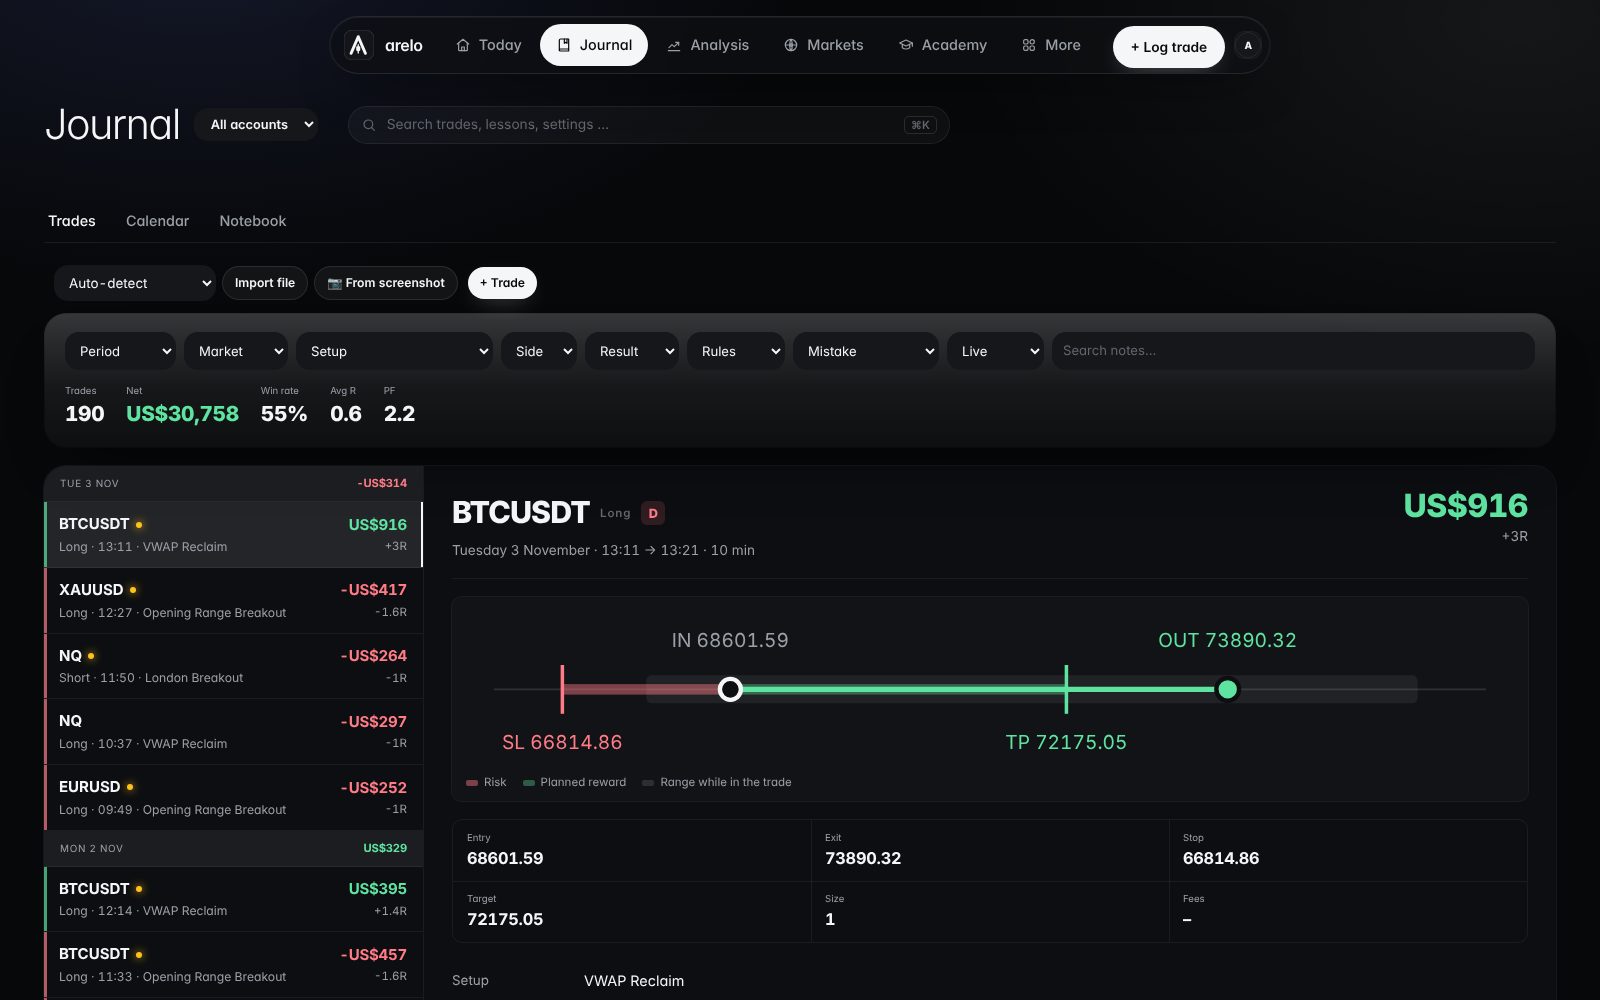 arelo
Today
Journal
Analysis
Markets
Academy
More
+ Log trade
A
Journal
All accounts
Search trades, lessons, settings ...
⌘K
Trades
Calendar
Notebook
Auto-detect
Import file
📷 From screenshot
+ Trade
Period
Market
Setup
Side
Result
Rules
Mistake
Live
Search notes...
Trades
190
Net
US$30,758
Win rate
55%
Avg R
0.6
PF
2.2
TUE 3 NOV
-US$314
BTCUSDT
US$916
Long · 13:11 · VWAP Reclaim
+3R
XAUUSD
-US$417
Long · 12:27 · Opening Range Breakout
-1.6R
NQ
-US$264
Short · 11:50 · London Breakout
-1R
NQ
-US$297
Long · 10:37 · VWAP Reclaim
-1R
EURUSD
-US$252
Long · 09:49 · Opening Range Breakout
-1R
MON 2 NOV
US$329
BTCUSDT
US$395
Long · 12:14 · VWAP Reclaim
+1.4R
BTCUSDT
-US$457
Long · 11:33 · Opening Range Breakout
-1.6R
BTCUSDT Long D
US$916
+3R
Tuesday 3 November · 13:11 → 13:21 · 10 min
IN 68601.59
OUT 73890.32
SL 66814.86
TP 72175.05
Risk
Planned reward
Range while in the trade
Entry
68601.59
Exit
73890.32
Stop
66814.86
Target
72175.05
Size
1
Fees
–
Setup
VWAP Reclaim